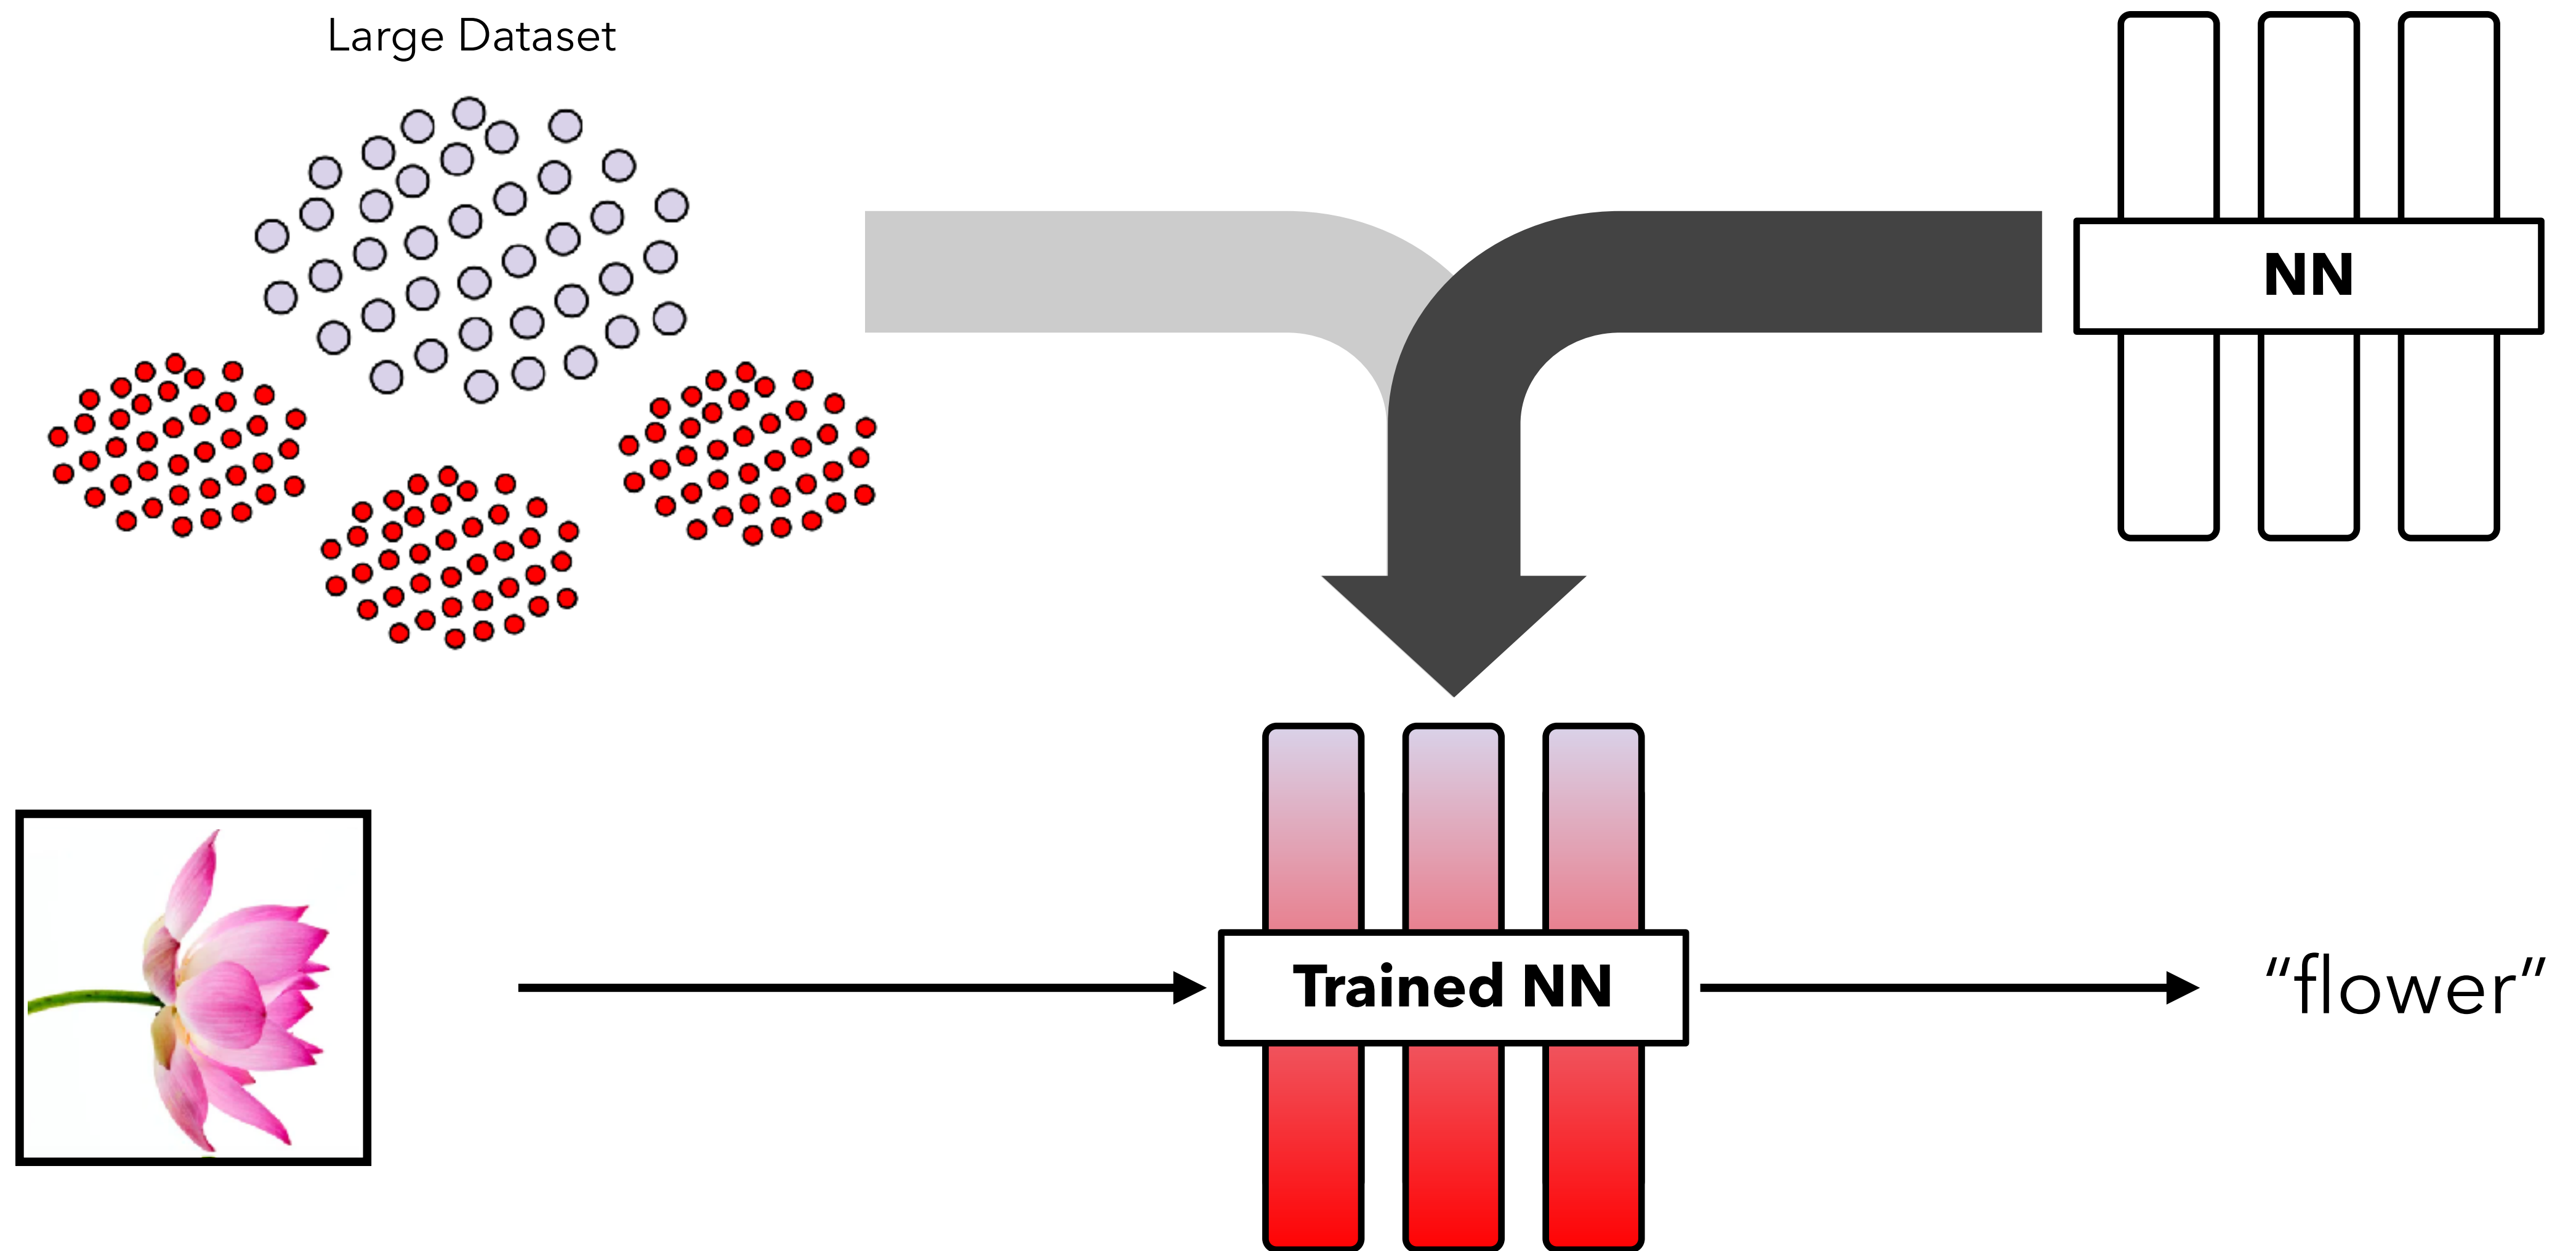 Large Dataset
NN
Trained NN
“flower”